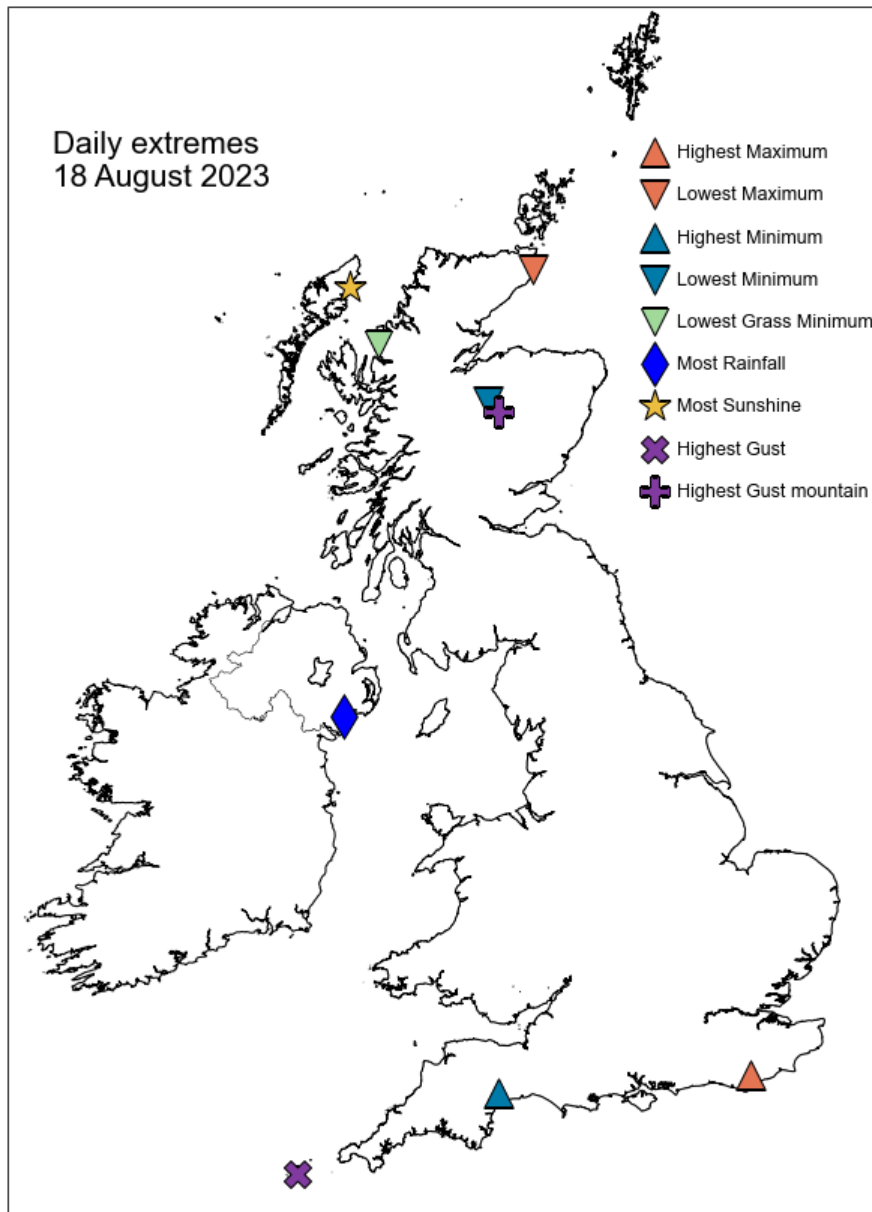 Daily extremes
18 August 2023
Highest Maximum
Lowest Maximum
Highest Minimum
Lowest Minimum
Lowest Grass Minimum
Most Rainfall
Most Sunshine
Highest Gust
Highest Gust mountain